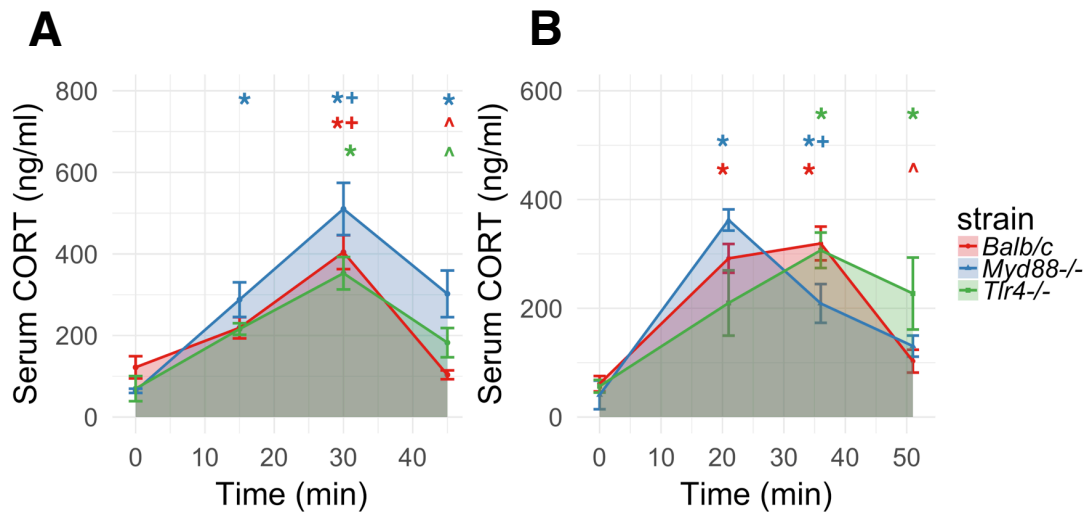 A
B
800
600
400
200
0
* *+ *
*+ ^
* ^
Serum CORT (ng/ml)
0 10 20 30 40
Time (min)
600
400
200
0
* *
* *+
* * ^
Serum CORT (ng/ml)
0 10 20 30 40 50
Time (min)
strain
Balb/c
Myd88-/-
Tlr4-/-